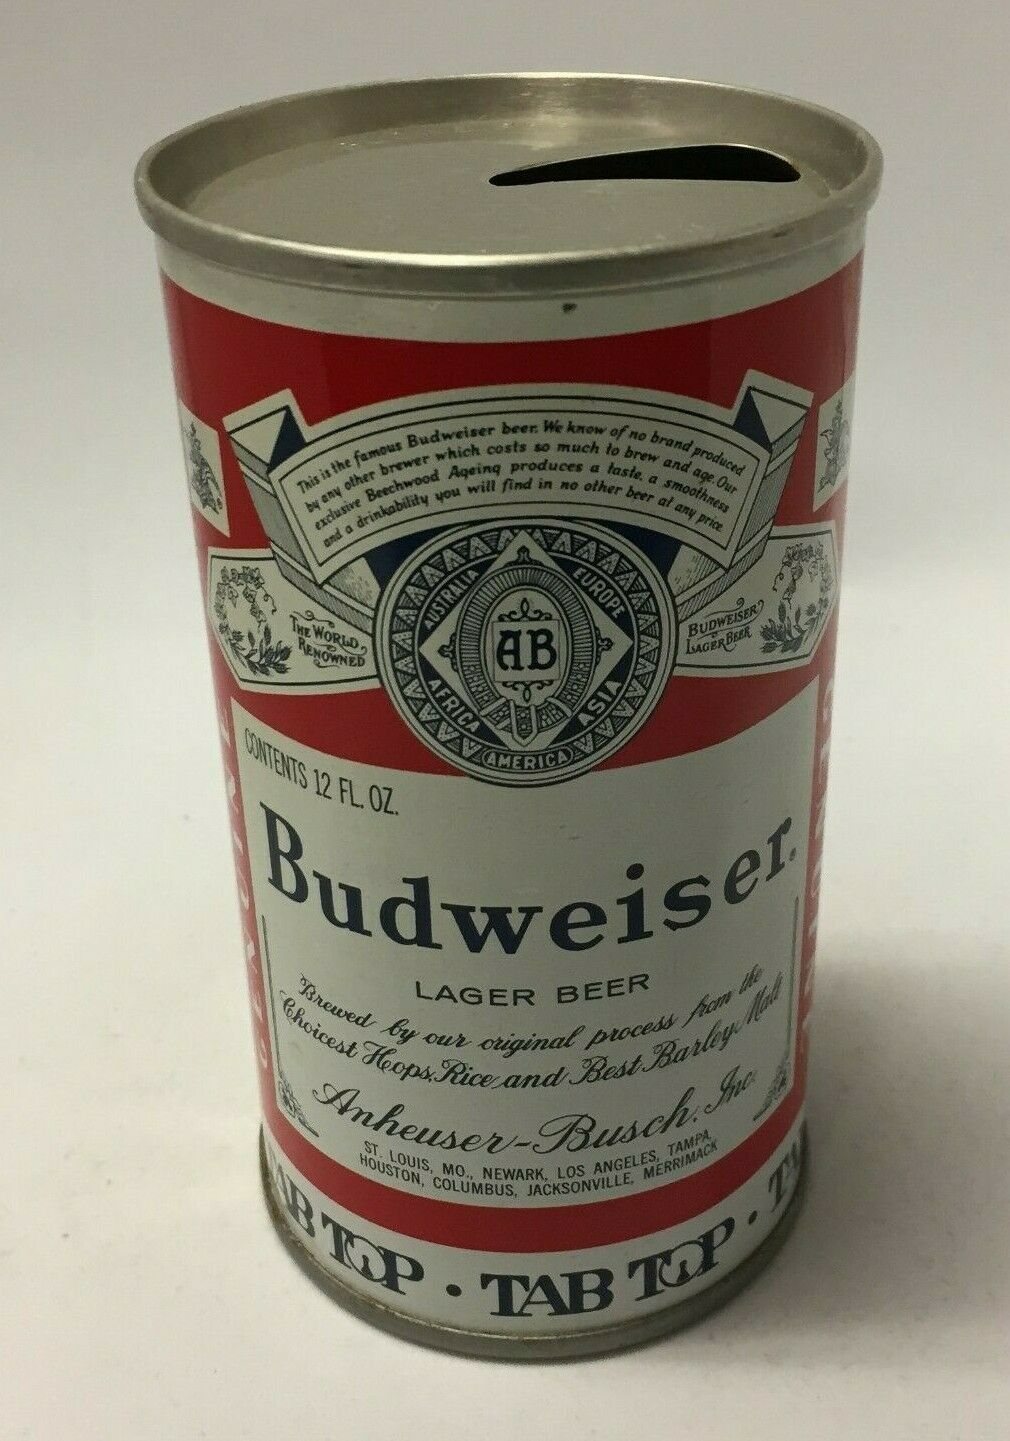 This is the famous Budweiser beer. We know of no brand produced
by any other brewer which costs so much to brew and age. Our
exclusive Beechwood Ageing produces a taste, a smoothness
and a drinkability you will find in no other beer at any price.
AUSTRALIA
EUROPE
AFRICA
ASIA
AMERICA
AB
THE WORLD
RENOWNED
BUDWEISER
LAGER BEER
CONTENTS 12 FL. OZ.
Budweiser®
LAGER BEER
Brewed by our original process from the
Choicest Hops, Rice and Best Barley Malt
Anheuser-Busch, Inc.
ST. LOUIS, MO., NEWARK, LOS ANGELES, TAMPA,
HOUSTON, COLUMBUS, JACKSONVILLE, MERRIMACK
GENUINE
TAB TOP • TAB TOP • TA